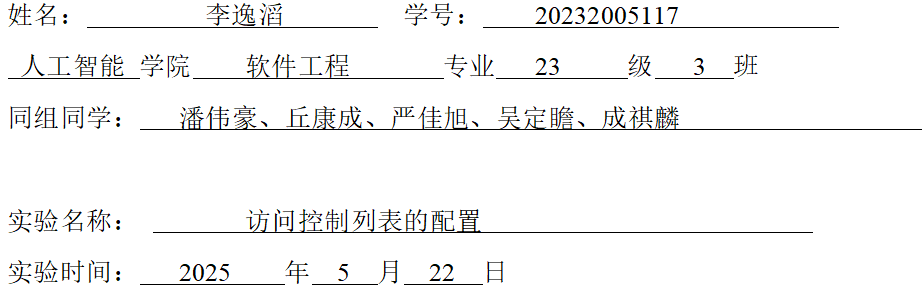 姓名： 李逸滔 学号： 20232005117
人工智能 学院 软件工程 专业 23 级 3 班
同组同学： 潘伟豪、丘康成、严佳旭、吴定瞻、成祺麟
实验名称： 访问控制列表的配置
实验时间： 2025 年 5 月 22 日